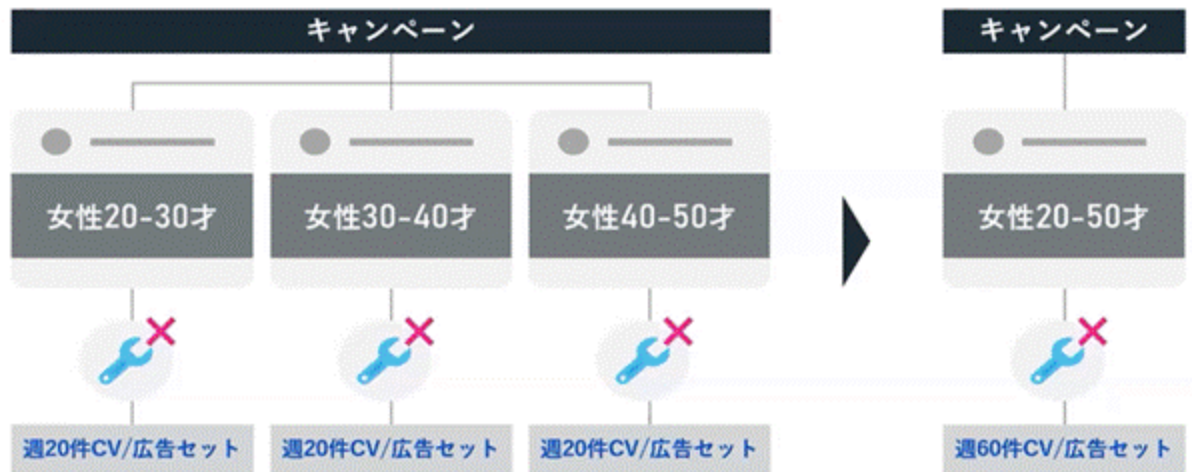 キャンペーン
キャンペーン
女性20-30才
女性30-40才
女性40-50才
女性20-50才
週20件CV/広告セット
週20件CV/広告セット
週20件CV/広告セット
週60件CV/広告セット